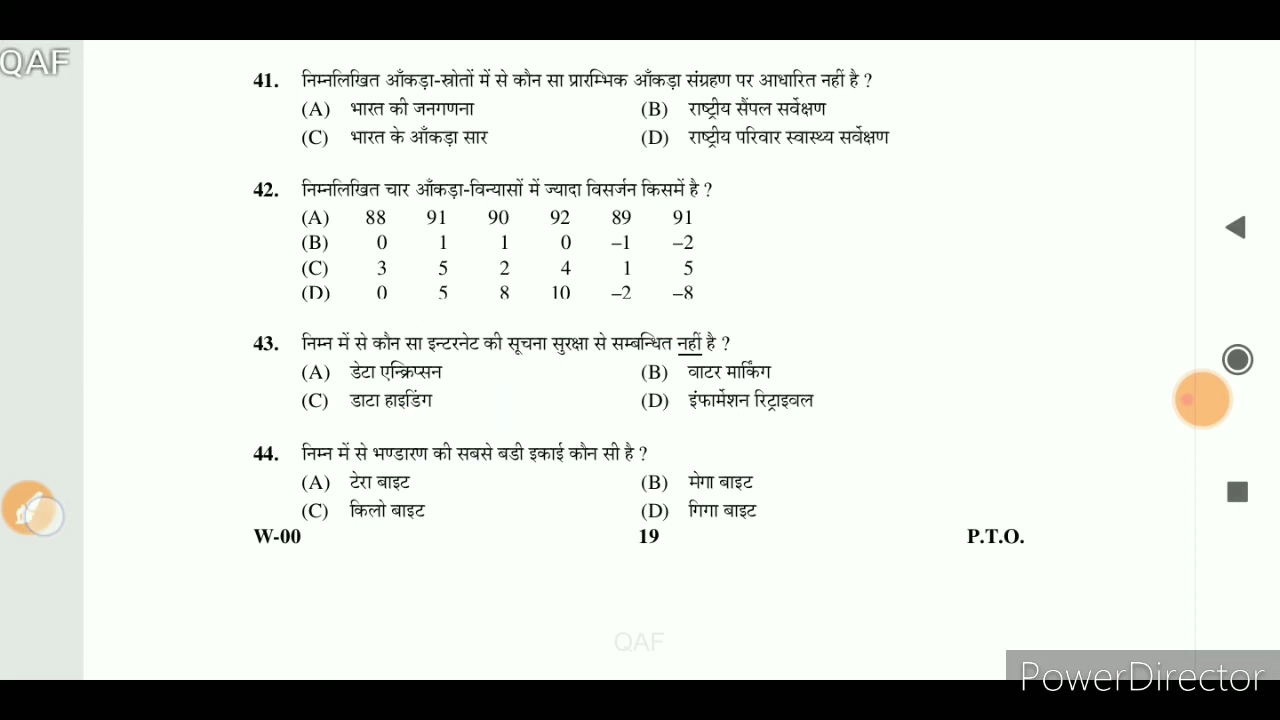 QAF
41. निम्नलिखित आँकड़ा-स्रोतों में से कौन सा प्रारम्भिक आँकड़ा संग्रहण पर आधारित नहीं है ?
(A) भारत की जनगणना (B) राष्ट्रीय सैंपल सर्वेक्षण
(C) भारत के आँकड़ा सार (D) राष्ट्रीय परिवार स्वास्थ्य सर्वेक्षण
42. निम्नलिखित चार आँकड़ा-विन्यासों में ज्यादा विसर्जन किसमें है ?
(A) 88 91 90 92 89 91
(B) 0 1 1 0 –1 –2
(C) 3 5 2 4 1 5
(D) 0 5 8 10 –2 –8
43. निम्न में से कौन सा इन्टरनेट की सूचना सुरक्षा से सम्बन्धित नहीं है ?
(A) डेटा एन्क्रिप्सन (B) वाटर मार्किंग
(C) डाटा हाइडिंग (D) इंफार्मेशन रिट्राइवल
44. निम्न में से भण्डारण की सबसे बडी इकाई कौन सी है ?
(A) टेरा बाइट (B) मेगा बाइट
(C) किलो बाइट (D) गिगा बाइट
W-00 19 P.T.O.
QAF
PowerDirector